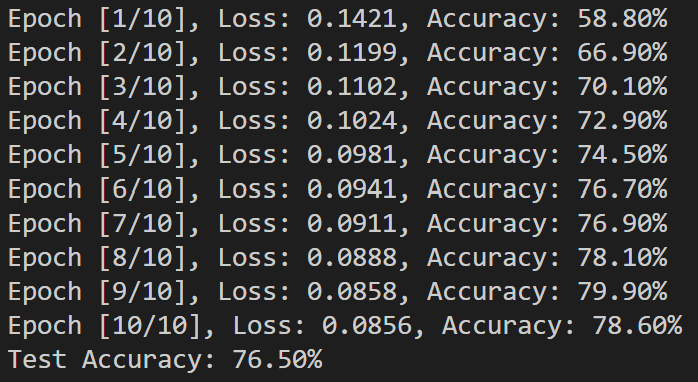 Epoch [1/10], Loss: 0.1421, Accuracy: 58.80%
Epoch [2/10], Loss: 0.1199, Accuracy: 66.90%
Epoch [3/10], Loss: 0.1102, Accuracy: 70.10%
Epoch [4/10], Loss: 0.1024, Accuracy: 72.90%
Epoch [5/10], Loss: 0.0981, Accuracy: 74.50%
Epoch [6/10], Loss: 0.0941, Accuracy: 76.70%
Epoch [7/10], Loss: 0.0911, Accuracy: 76.90%
Epoch [8/10], Loss: 0.0888, Accuracy: 78.10%
Epoch [9/10], Loss: 0.0858, Accuracy: 79.90%
Epoch [10/10], Loss: 0.0856, Accuracy: 78.60%
Test Accuracy: 76.50%